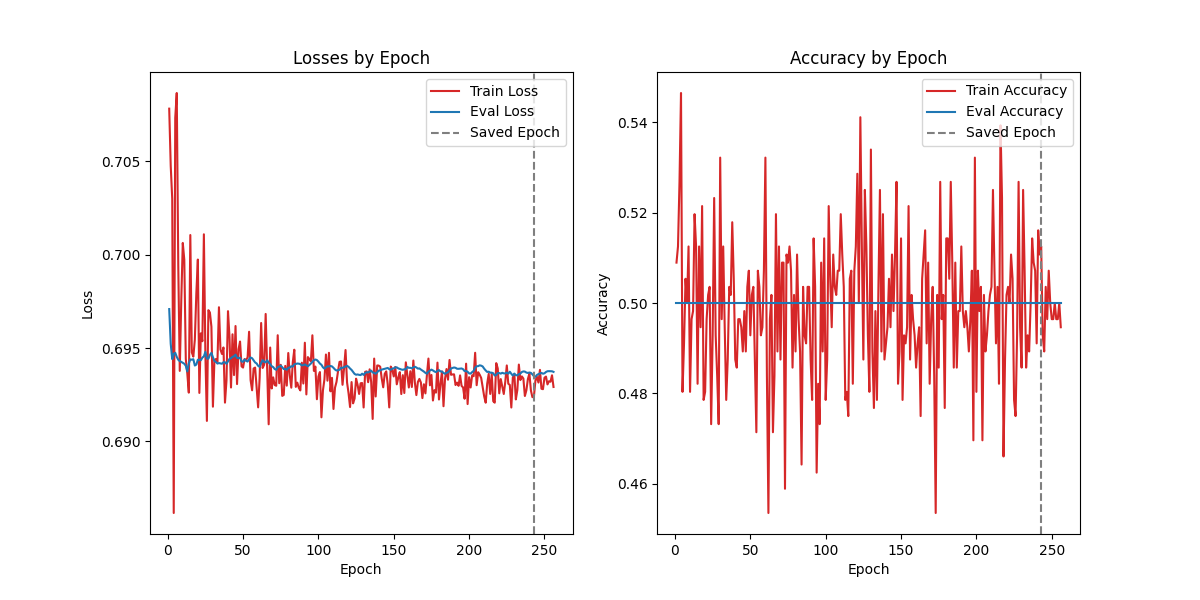 Losses by Epoch
Train Loss
Eval Loss
Saved Epoch
0.705
0.700
0.695
0.690
Loss
0
50
100
150
200
250
Epoch
Accuracy by Epoch
Train Accuracy
Eval Accuracy
Saved Epoch
0.54
0.52
0.50
0.48
0.46
Accuracy
0
50
100
150
200
250
Epoch